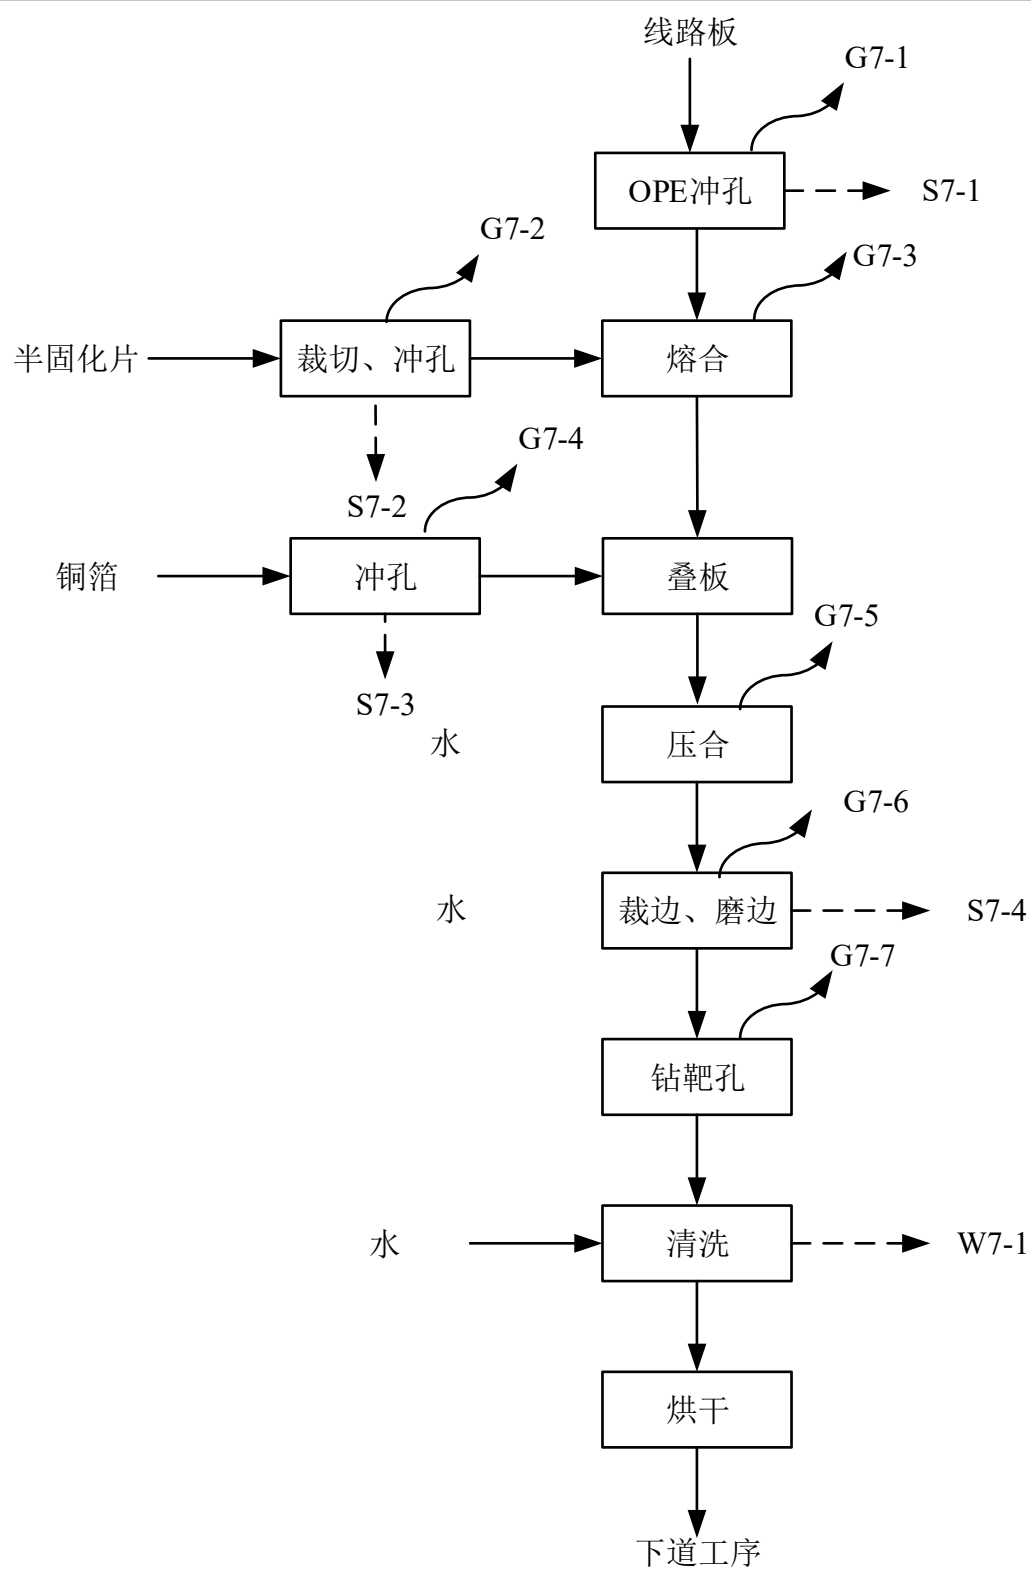 线路板
G7-1
OPE冲孔
S7-1
G7-2
G7-3
半固化片
裁切、冲孔
熔合
G7-4
S7-2
铜箔
冲孔
叠板
G7-5
S7-3
水
压合
G7-6
水
裁边、磨边
S7-4
G7-7
钻靶孔
水
清洗
W7-1
烘干
下道工序